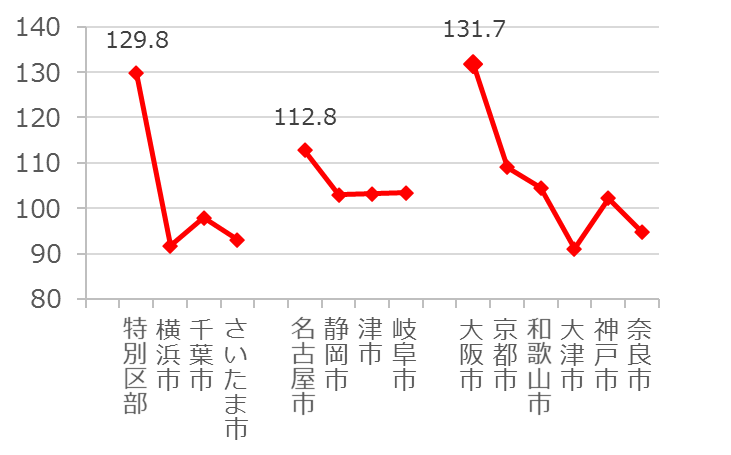 140
130
120
110
100
90
80
129.8
112.8
131.7
特別区部
横浜市
千葉市
さいたま市
名古屋市
静岡市
津市
岐阜市
大阪市
京都市
和歌山市
大津市
神戸市
奈良市